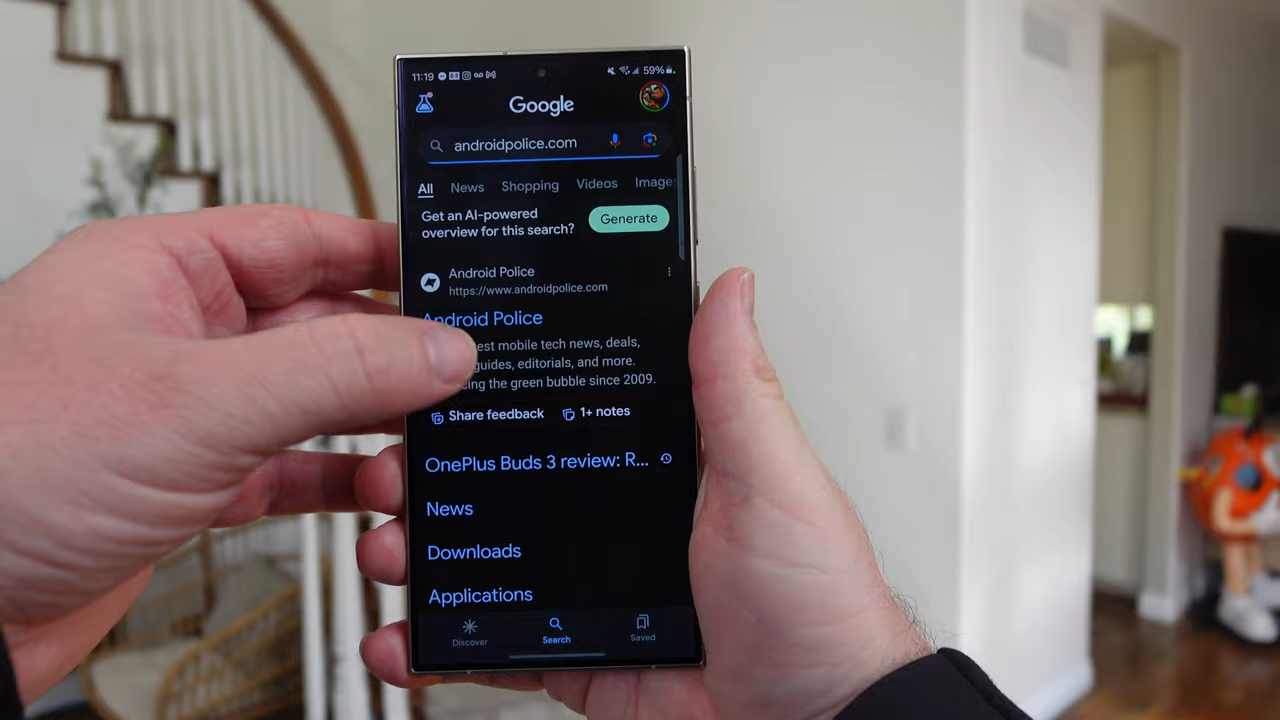 11:19 59%
Google
androidpolice.com
All News Shopping Videos Image
Get an AI-powered
overview for this search?
Generate
Android Police
https://www.androidpolice.com
Android Police
est mobile tech news, deals,
guides, editorials, and more.
ing the green bubble since 2009.
Share feedback 1+ notes
OnePlus Buds 3 review: R...
News
Downloads
Applications
Discover Search Saved